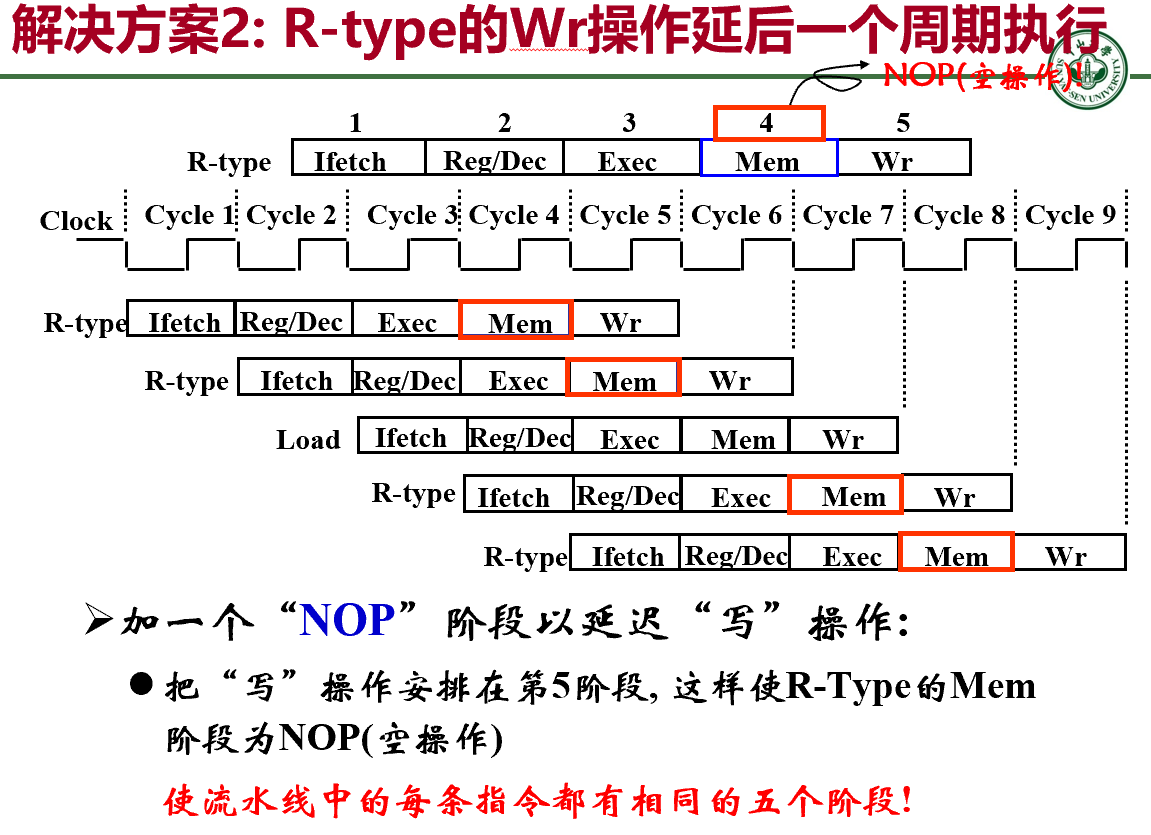 解决方案2: R-type的Wr操作延后一个周期执行
NOP(空操作)!
1 2 3 4 5
R-type Ifetch Reg/Dec Exec Mem Wr
Clock Cycle 1 Cycle 2 Cycle 3 Cycle 4 Cycle 5 Cycle 6 Cycle 7 Cycle 8 Cycle 9
R-type Ifetch Reg/Dec Exec Mem Wr
R-type Ifetch Reg/Dec Exec Mem Wr
Load Ifetch Reg/Dec Exec Mem Wr
R-type Ifetch Reg/Dec Exec Mem Wr
R-type Ifetch Reg/Dec Exec Mem Wr
加一个“NOP”阶段以延迟“写”操作:
把“写”操作安排在第5阶段, 这样使R-Type的Mem
阶段为NOP(空操作)
使流水线中的每条指令都有相同的五个阶段!